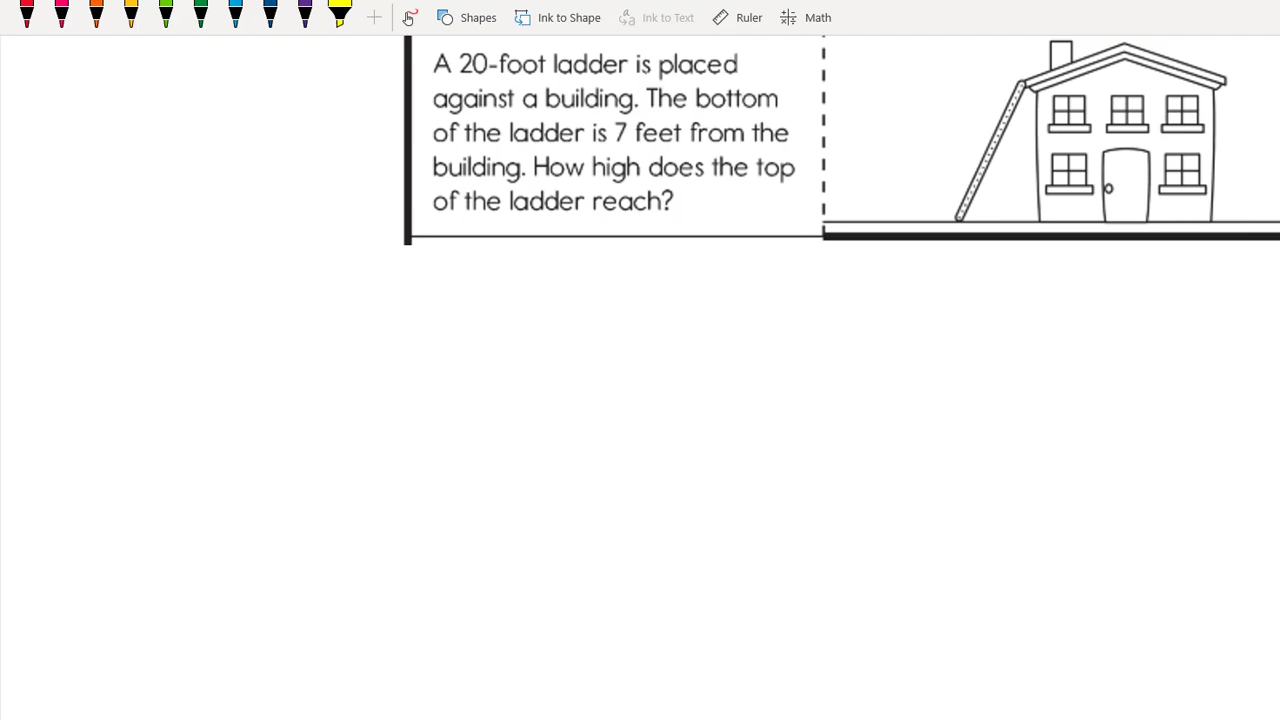 Shapes
Ink to Shape
Ink to Text
Ruler
Math
A 20-foot ladder is placed
against a building. The bottom
of the ladder is 7 feet from the
building. How high does the top
of the ladder reach?